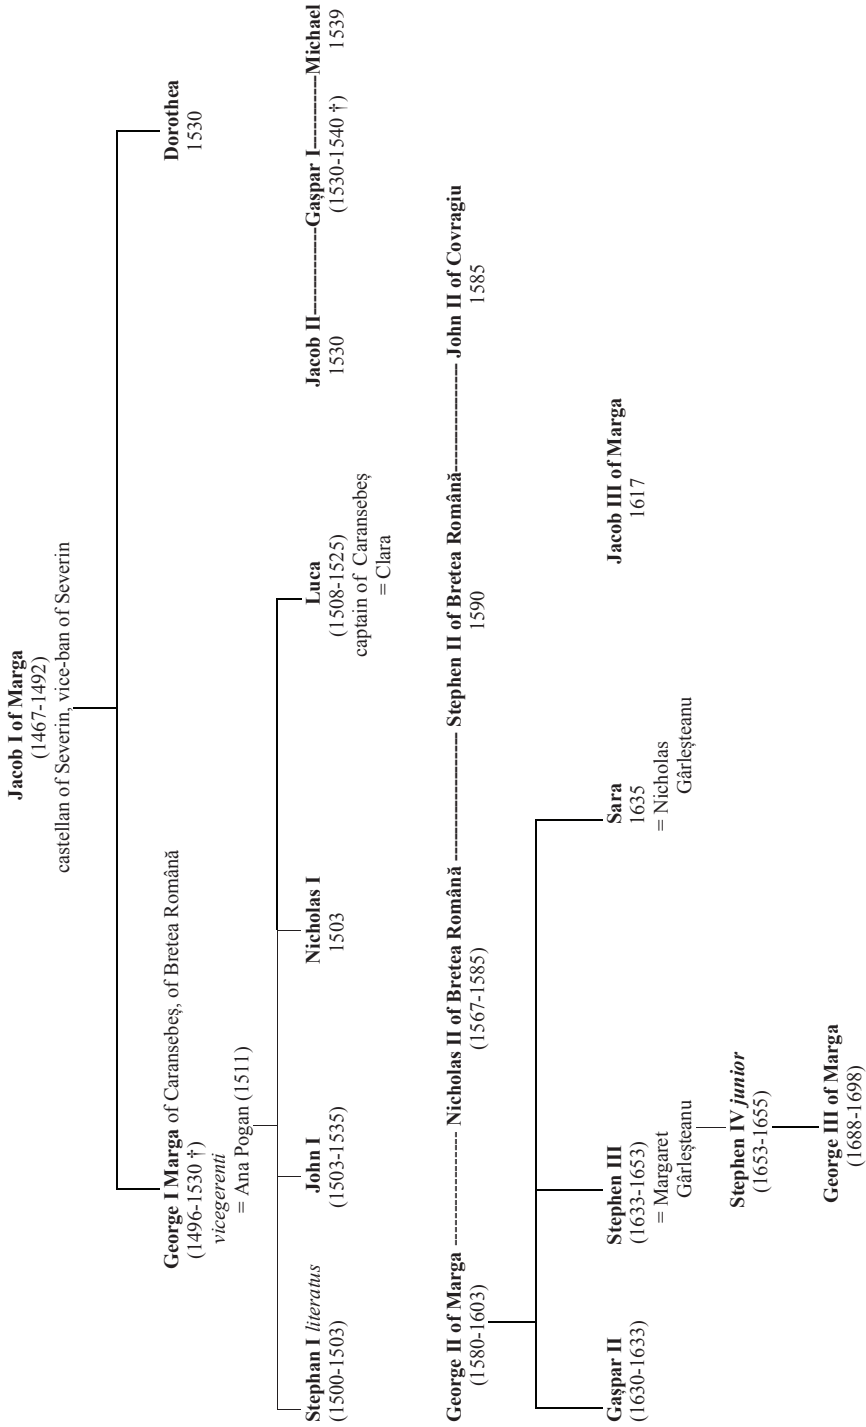 Jacob I of Marga
(1467-1492)
castellan of Severin, vice-ban of Severin
George I Marga of Caransebeș, of Bretea Română
(1496-1530 †)
vicegerenti
= Ana Pogan (1511)
Dorothea
1530
Stephan I literatus
(1500-1503)
John I
(1503-1535)
Nicholas I
1503
Luca
(1508-1525)
captain of Caransebeș
= Clara
Jacob II
1530
Gașpar I
(1530-1540 †)
Michael
1539
George II of Marga
(1580-1603)
Nicholas II of Bretea Română
(1567-1585)
Stephen II of Bretea Română
1590
John II of Covragiu
1585
Gașpar II
(1630-1633)
Stephen III
(1633-1653)
= Margaret
Gârleșteanu
Sara
1635
= Nicholas
Gârleșteanu
Jacob III of Marga
1617
Stephen IV junior
(1653-1655)
George III of Marga
(1688-1698)